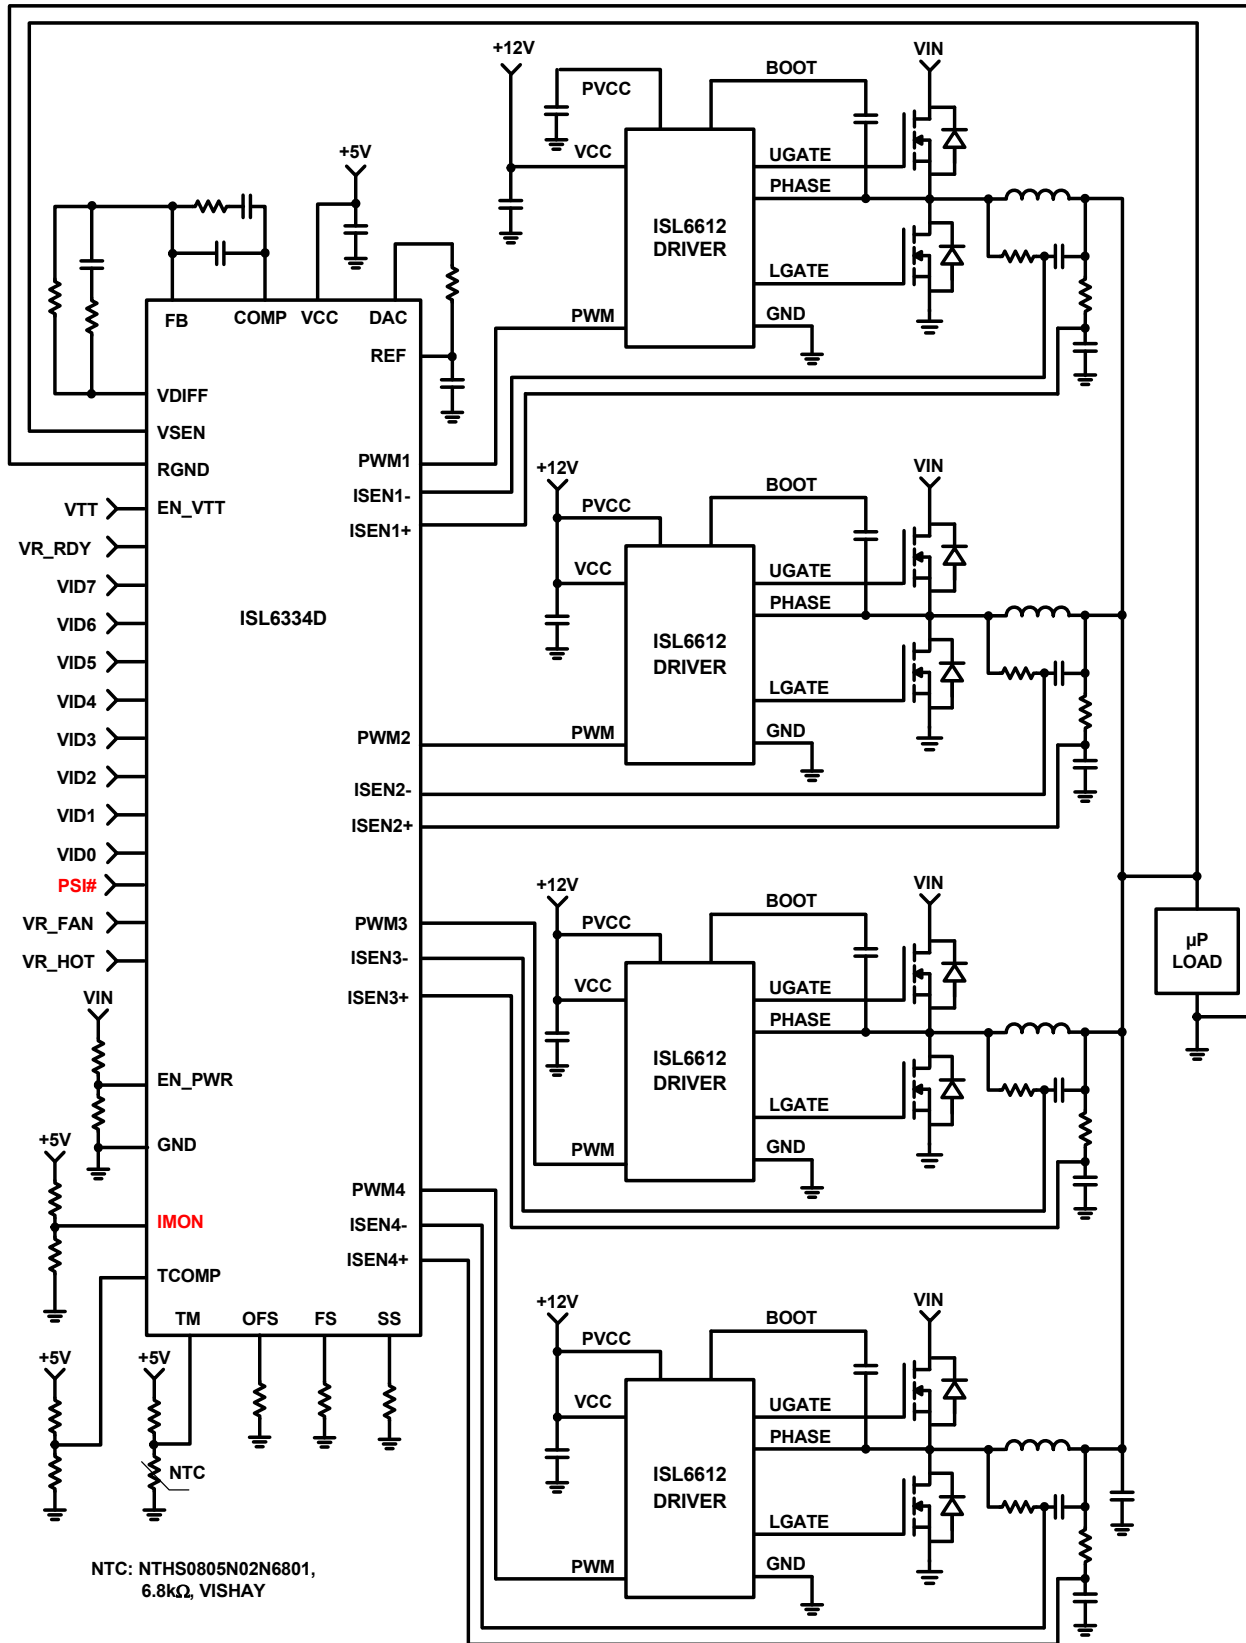 +12V
PVCC
BOOT
VIN
VCC
UGATE
PHASE
ISL6612
DRIVER
LGATE
GND
PWM
+5V
FB
COMP
VCC
DAC
REF
VDIFF
VSEN
RGND
EN_VTT
VTT
VR_RDY
VID7
VID6
VID5
VID4
VID3
VID2
VID1
VID0
PSI#
VR_FAN
VR_HOT
VIN
EN_PWR
GND
+5V
IMON
TCOMP
TM
OFS
FS
SS
+5V
+5V
NTC
ISL6334D
PWM1
ISEN1-
ISEN1+
PWM2
ISEN2-
ISEN2+
PWM3
ISEN3-
ISEN3+
PWM4
ISEN4-
ISEN4+
+12V
PVCC
BOOT
VIN
VCC
UGATE
PHASE
ISL6612
DRIVER
LGATE
GND
PWM
+12V
PVCC
BOOT
VIN
VCC
UGATE
PHASE
ISL6612
DRIVER
LGATE
GND
PWM
+12V
PVCC
BOOT
VIN
VCC
UGATE
PHASE
ISL6612
DRIVER
LGATE
GND
PWM
µP
LOAD
NTC: NTHS0805N02N6801,
6.8kΩ, VISHAY